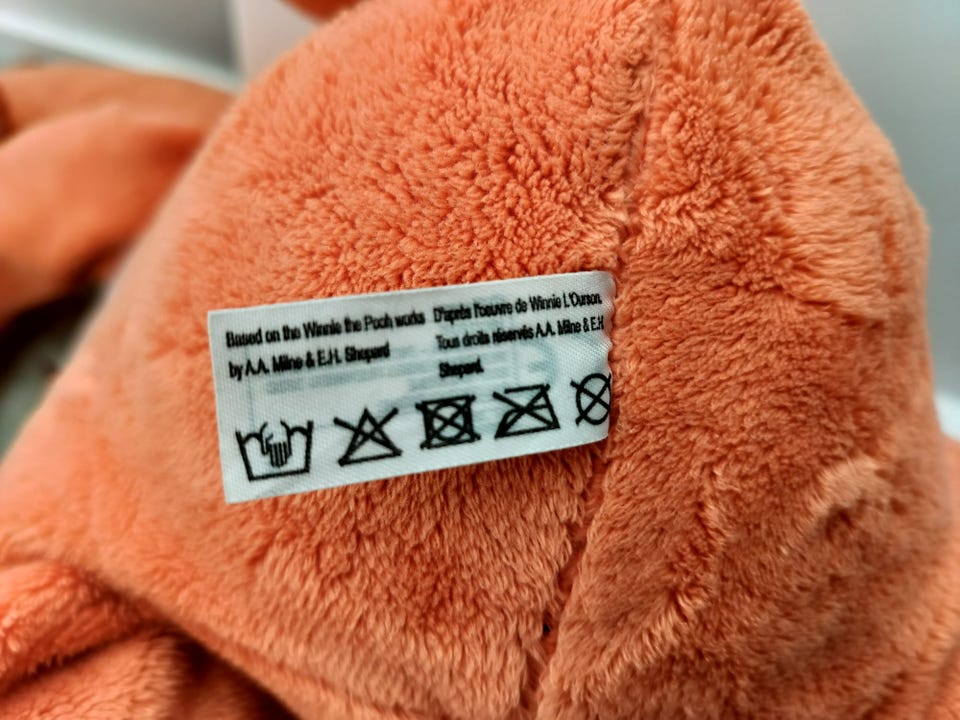 Based on the Winnie the Pooh works
by A.A. Milne & E.H. Shepard
D'après l'oeuvre de Winnie L'Ourson.
Tous droits réservés A.A. Milne & E.H
Shepard.